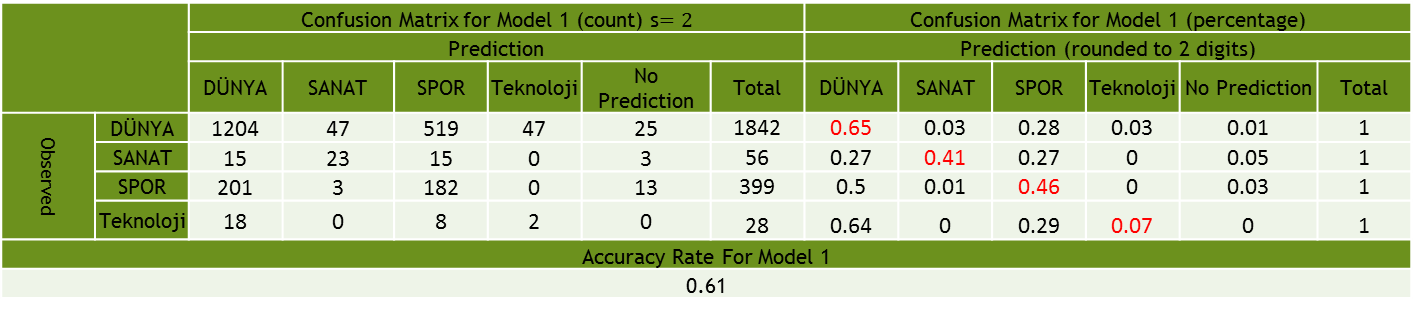 Confusion Matrix for Model 1 (count) s= 2 Confusion Matrix for Model 1 (percentage)
Prediction Prediction (rounded to 2 digits)
DÜNYA SANAT SPOR Teknoloji No Prediction Total DÜNYA SANAT SPOR Teknoloji No Prediction Total
Observed
DÜNYA 1204 47 519 47 25 1842 0.65 0.03 0.28 0.03 0.01 1
SANAT 15 23 15 0 3 56 0.27 0.41 0.27 0 0.05 1
SPOR 201 3 182 0 13 399 0.5 0.01 0.46 0 0.03 1
Teknoloji 18 0 8 2 0 28 0.64 0 0.29 0.07 0 1
Accuracy Rate For Model 1
0.61